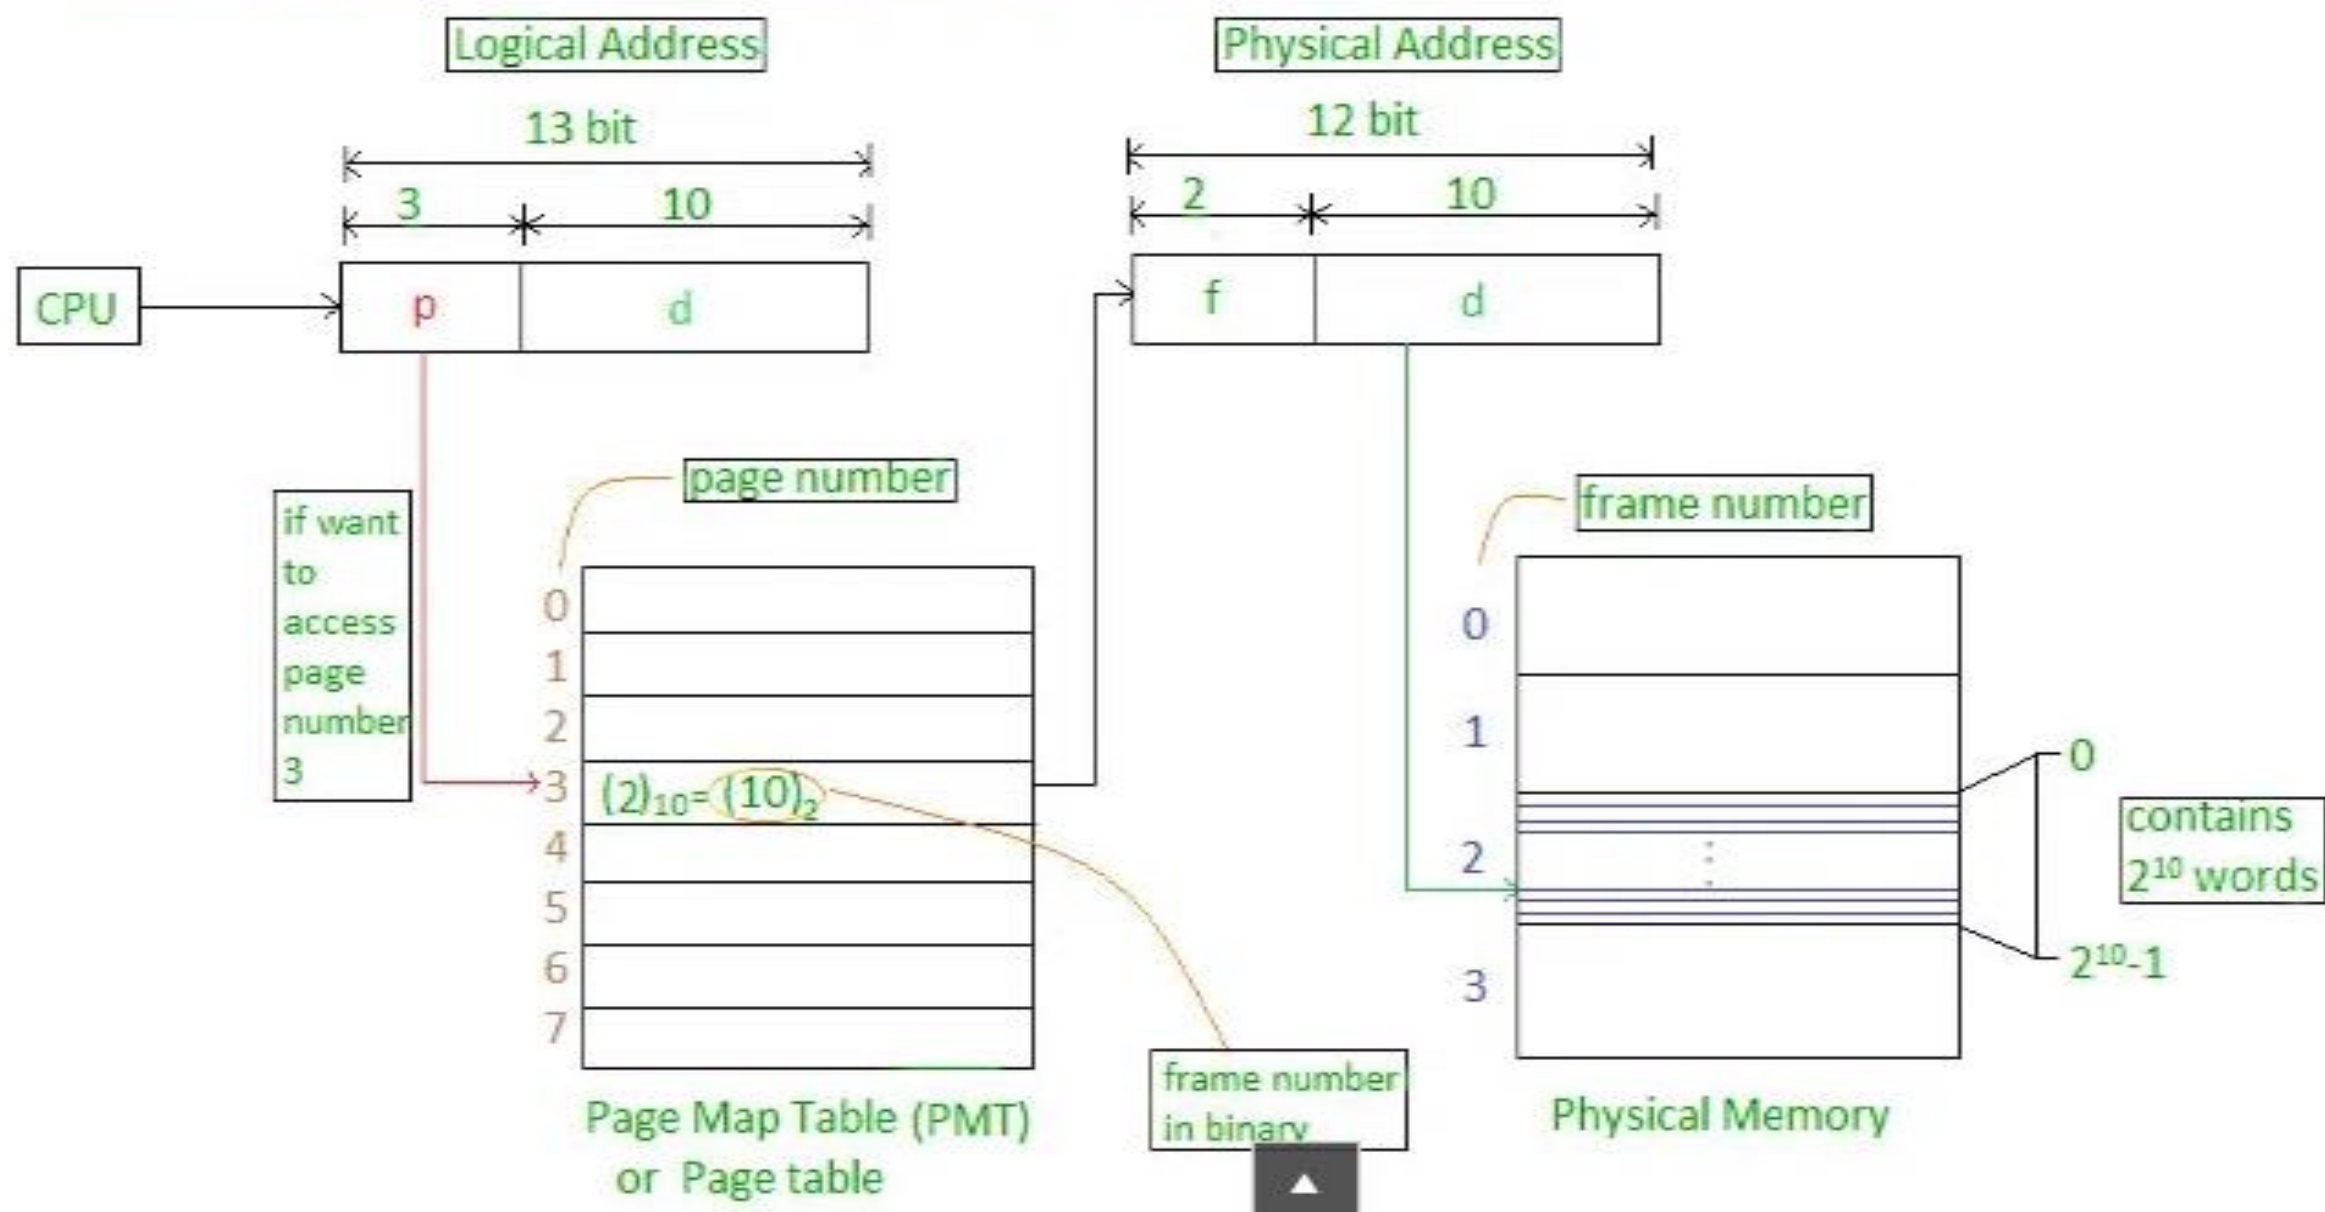 Logical Address
Physical Address
13 bit
12 bit
3
10
2
10
CPU
p
d
f
d
page number
frame number
if want
to
access
page
number
3
0
1
2
3
4
5
6
7
(2)₁₀=(10)₂
0
1
2
3
0
contains
2¹⁰ words
2¹⁰-1
frame number
in binary
Page Map Table (PMT)
or Page table
Physical Memory